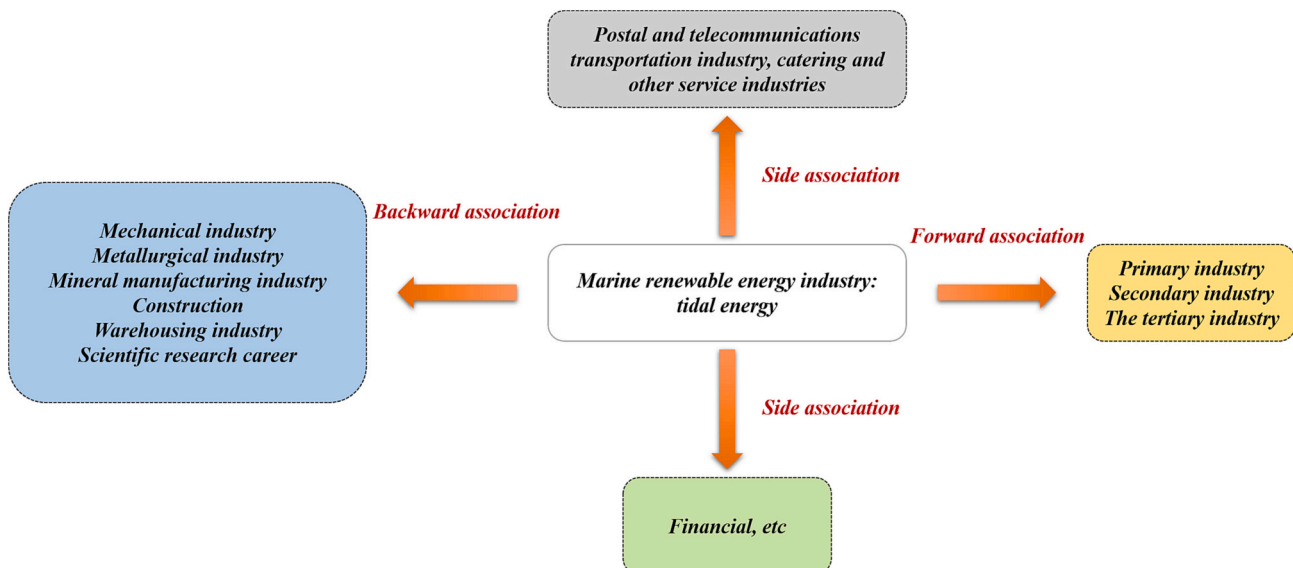 Postal and telecommunications
transportation industry, catering and
other service industries
Side association
Backward association
Forward association
Mechanical industry
Metallurgical industry
Mineral manufacturing industry
Construction
Warehousing industry
Scientific research career
Marine renewable energy industry:
tidal energy
Primary industry
Secondary industry
The tertiary industry
Side association
Financial, etc